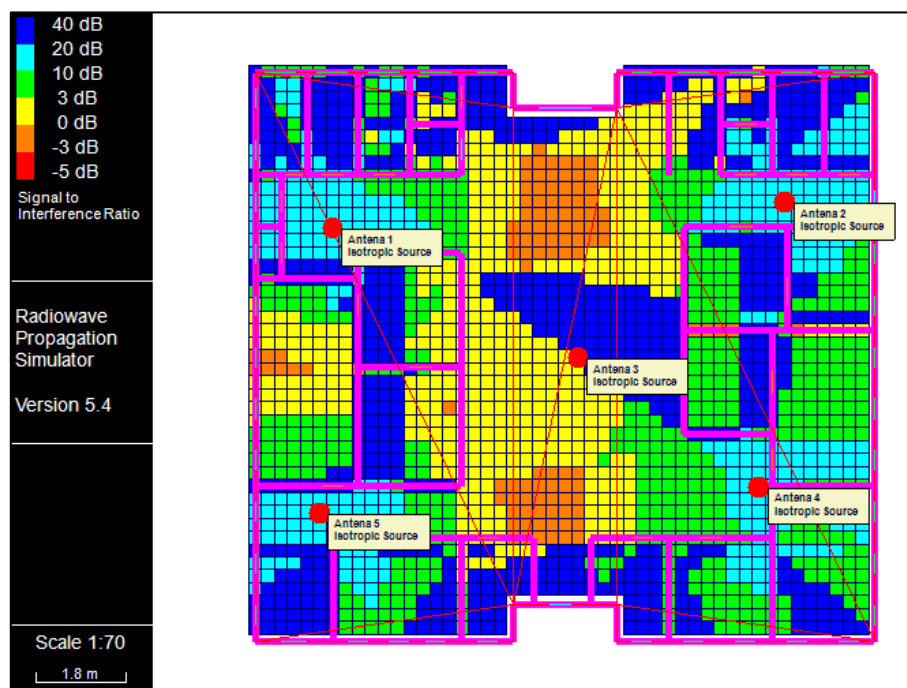 40 dB
20 dB
10 dB
3 dB
0 dB
-3 dB
-5 dB
Signal to
Interference Ratio
Radiowave
Propagation
Simulator
Version 5.4
Scale 1:70
1.8 m
Antena 1
Isotropic Source
Antena 2
Isotropic Source
Antena 3
Isotropic Source
Antena 4
Isotropic Source
Antena 5
Isotropic Source